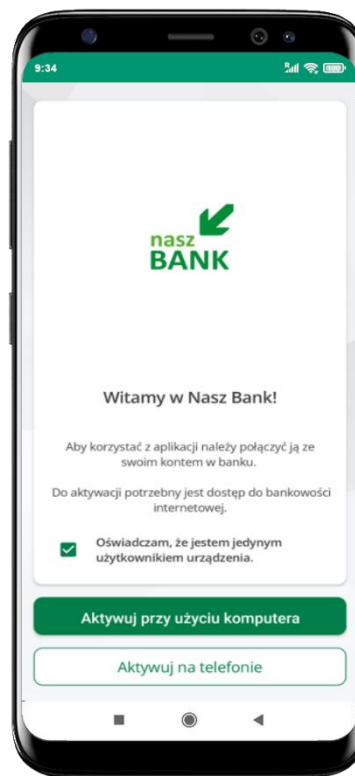 9:34
nasz
BANK
Witamy w Nasz Bank!
Aby korzystać z aplikacji należy połączyć ją ze
swoim kontem w banku.
Do aktywacji potrzebny jest dostęp do bankowości
internetowej.
Oświadczam, że jestem jedynym
użytkownikiem urządzenia.
Aktywuj przy użyciu komputera
Aktywuj na telefonie